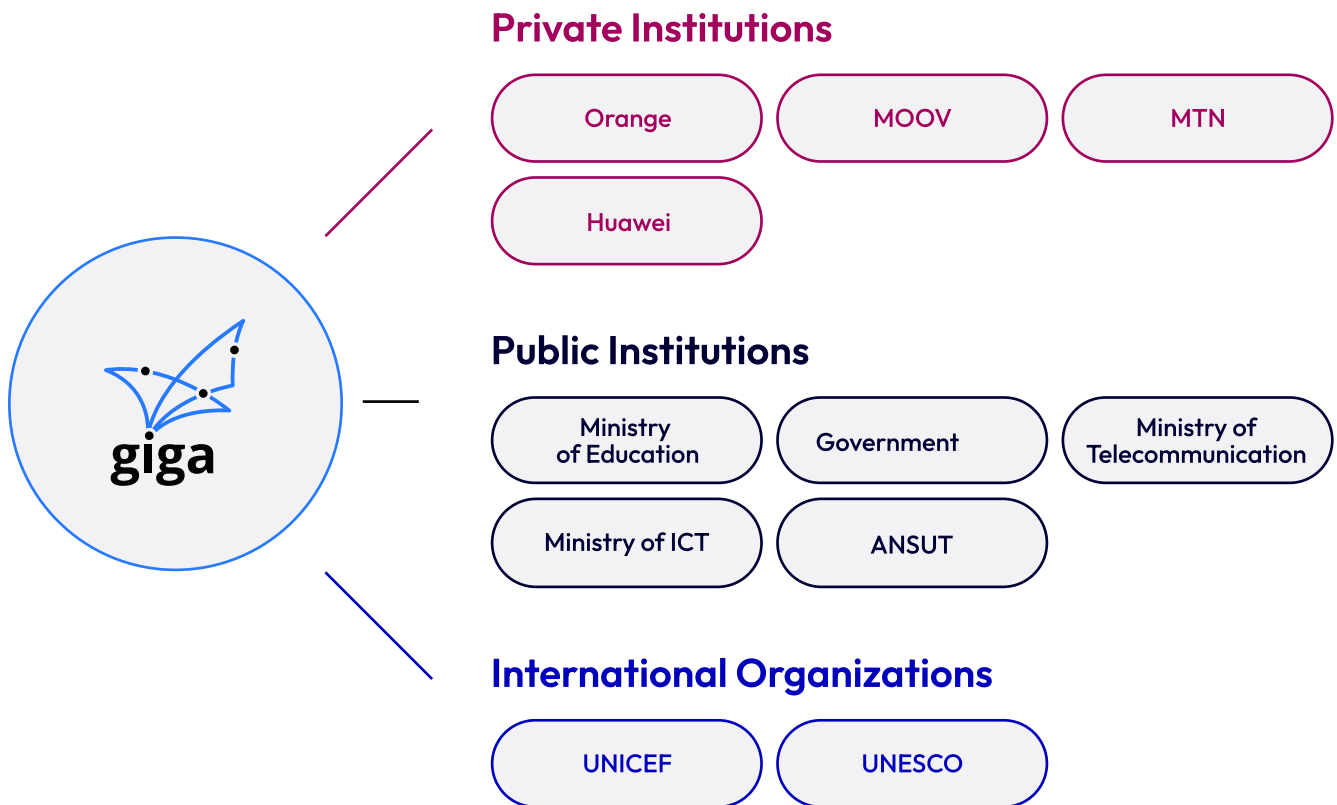 Private Institutions
Orange
MOOV
MTN
Huawei
giga
Public Institutions
Ministry
of Education
Government
Ministry of
Telecommunication
Ministry of ICT
ANSUT
International Organizations
UNICEF
UNESCO